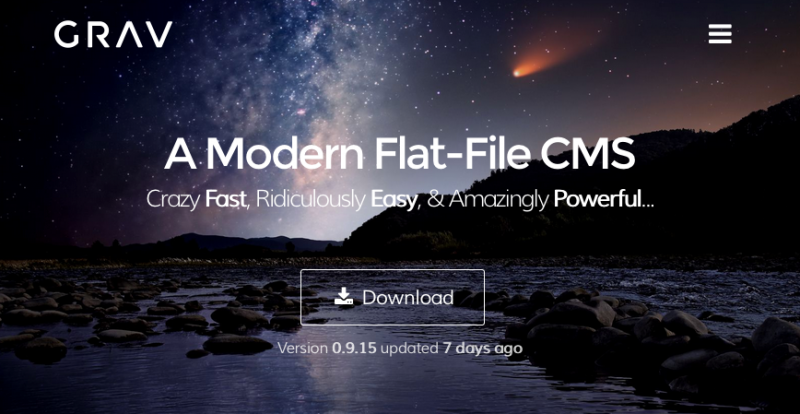 GRAV
A Modern Flat-File CMS
Crazy Fast, Ridiculously Easy, & Amazingly Powerful...
Download
Version 0.9.15 updated 7 days ago